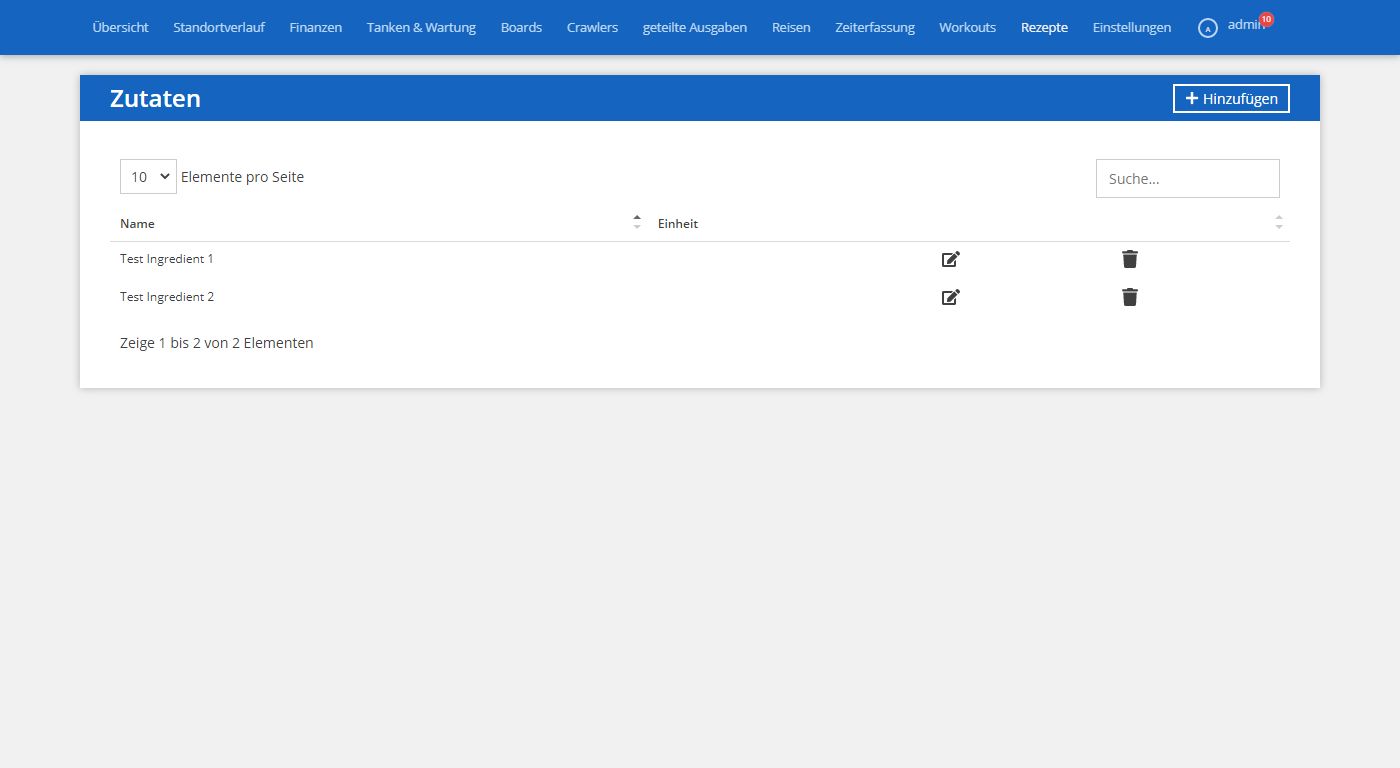 Übersicht Standortverlauf Finanzen Tanken & Wartung Boards Crawlers geteilte Ausgaben Reisen Zeiterfassung Workouts Rezepte Einstellungen A admin 10
Zutaten Hinzufügen
10 Elemente pro Seite Suche...
Name Einheit
Test Ingredient 1
Test Ingredient 2
Zeige 1 bis 2 von 2 Elementen